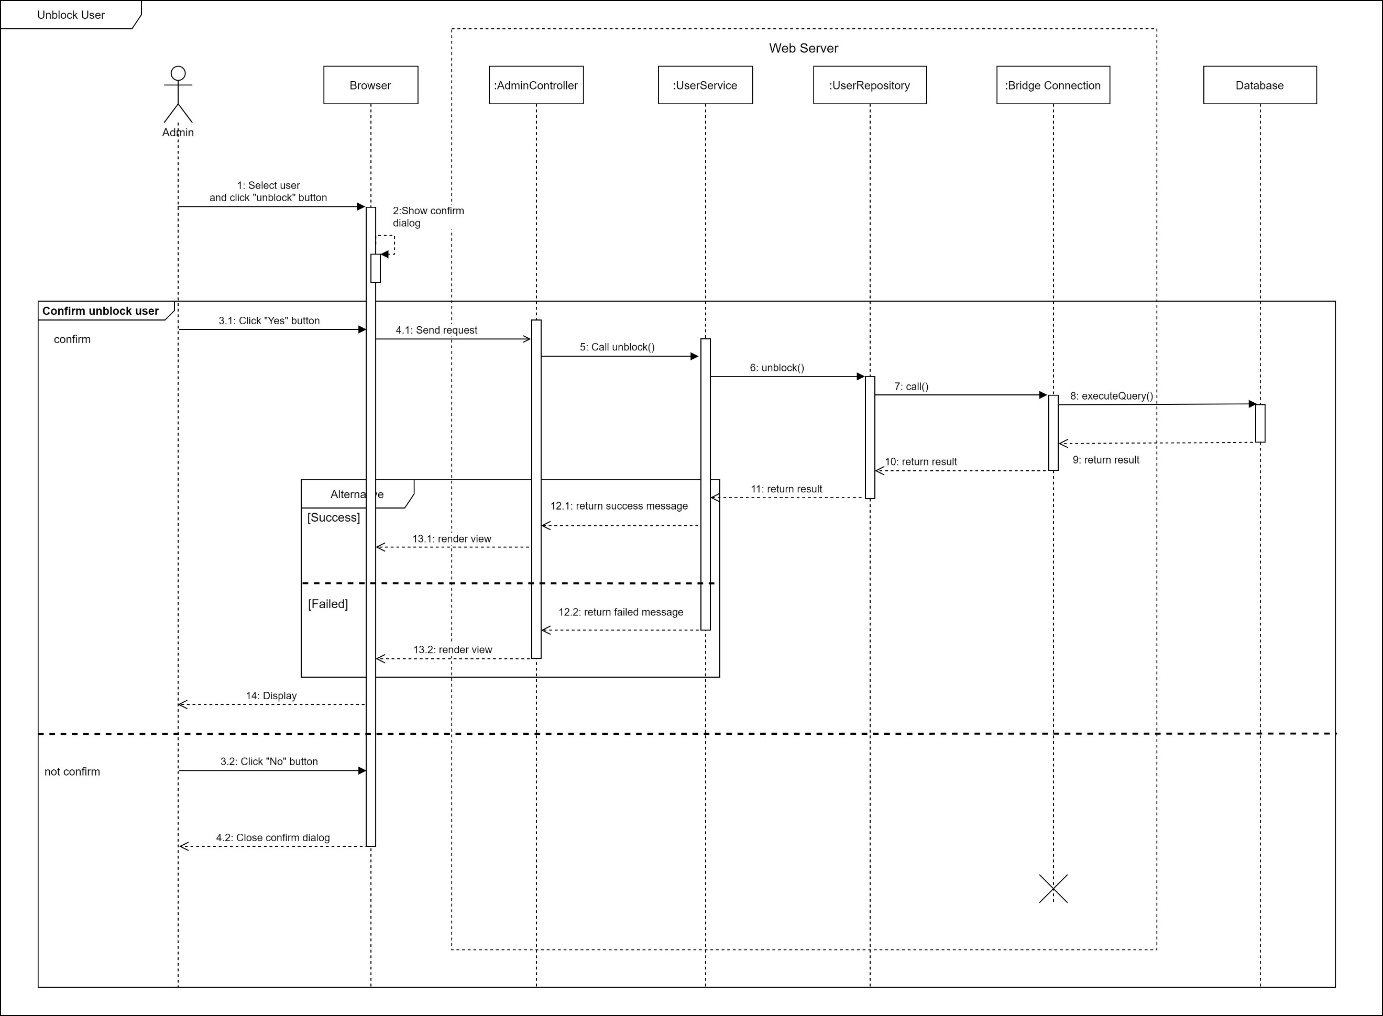 Unblock User
Web Server
Admin
Browser
:AdminController
:UserService
:UserRepository
:Bridge Connection
Database
1: Select user
and click "unblock" button
2:Show confirm
dialog
Confirm unblock user
confirm
3.1: Click "Yes" button
4.1: Send request
5: Call unblock()
6: unblock()
7: call()
8: executeQuery()
9: return result
10: return result
11: return result
Alternative
[Success]
12.1: return success message
13.1: render view
[Failed]
12.2: return failed message
13.2: render view
14: Display
not confirm
3.2: Click "No" button
4.2: Close confirm dialog